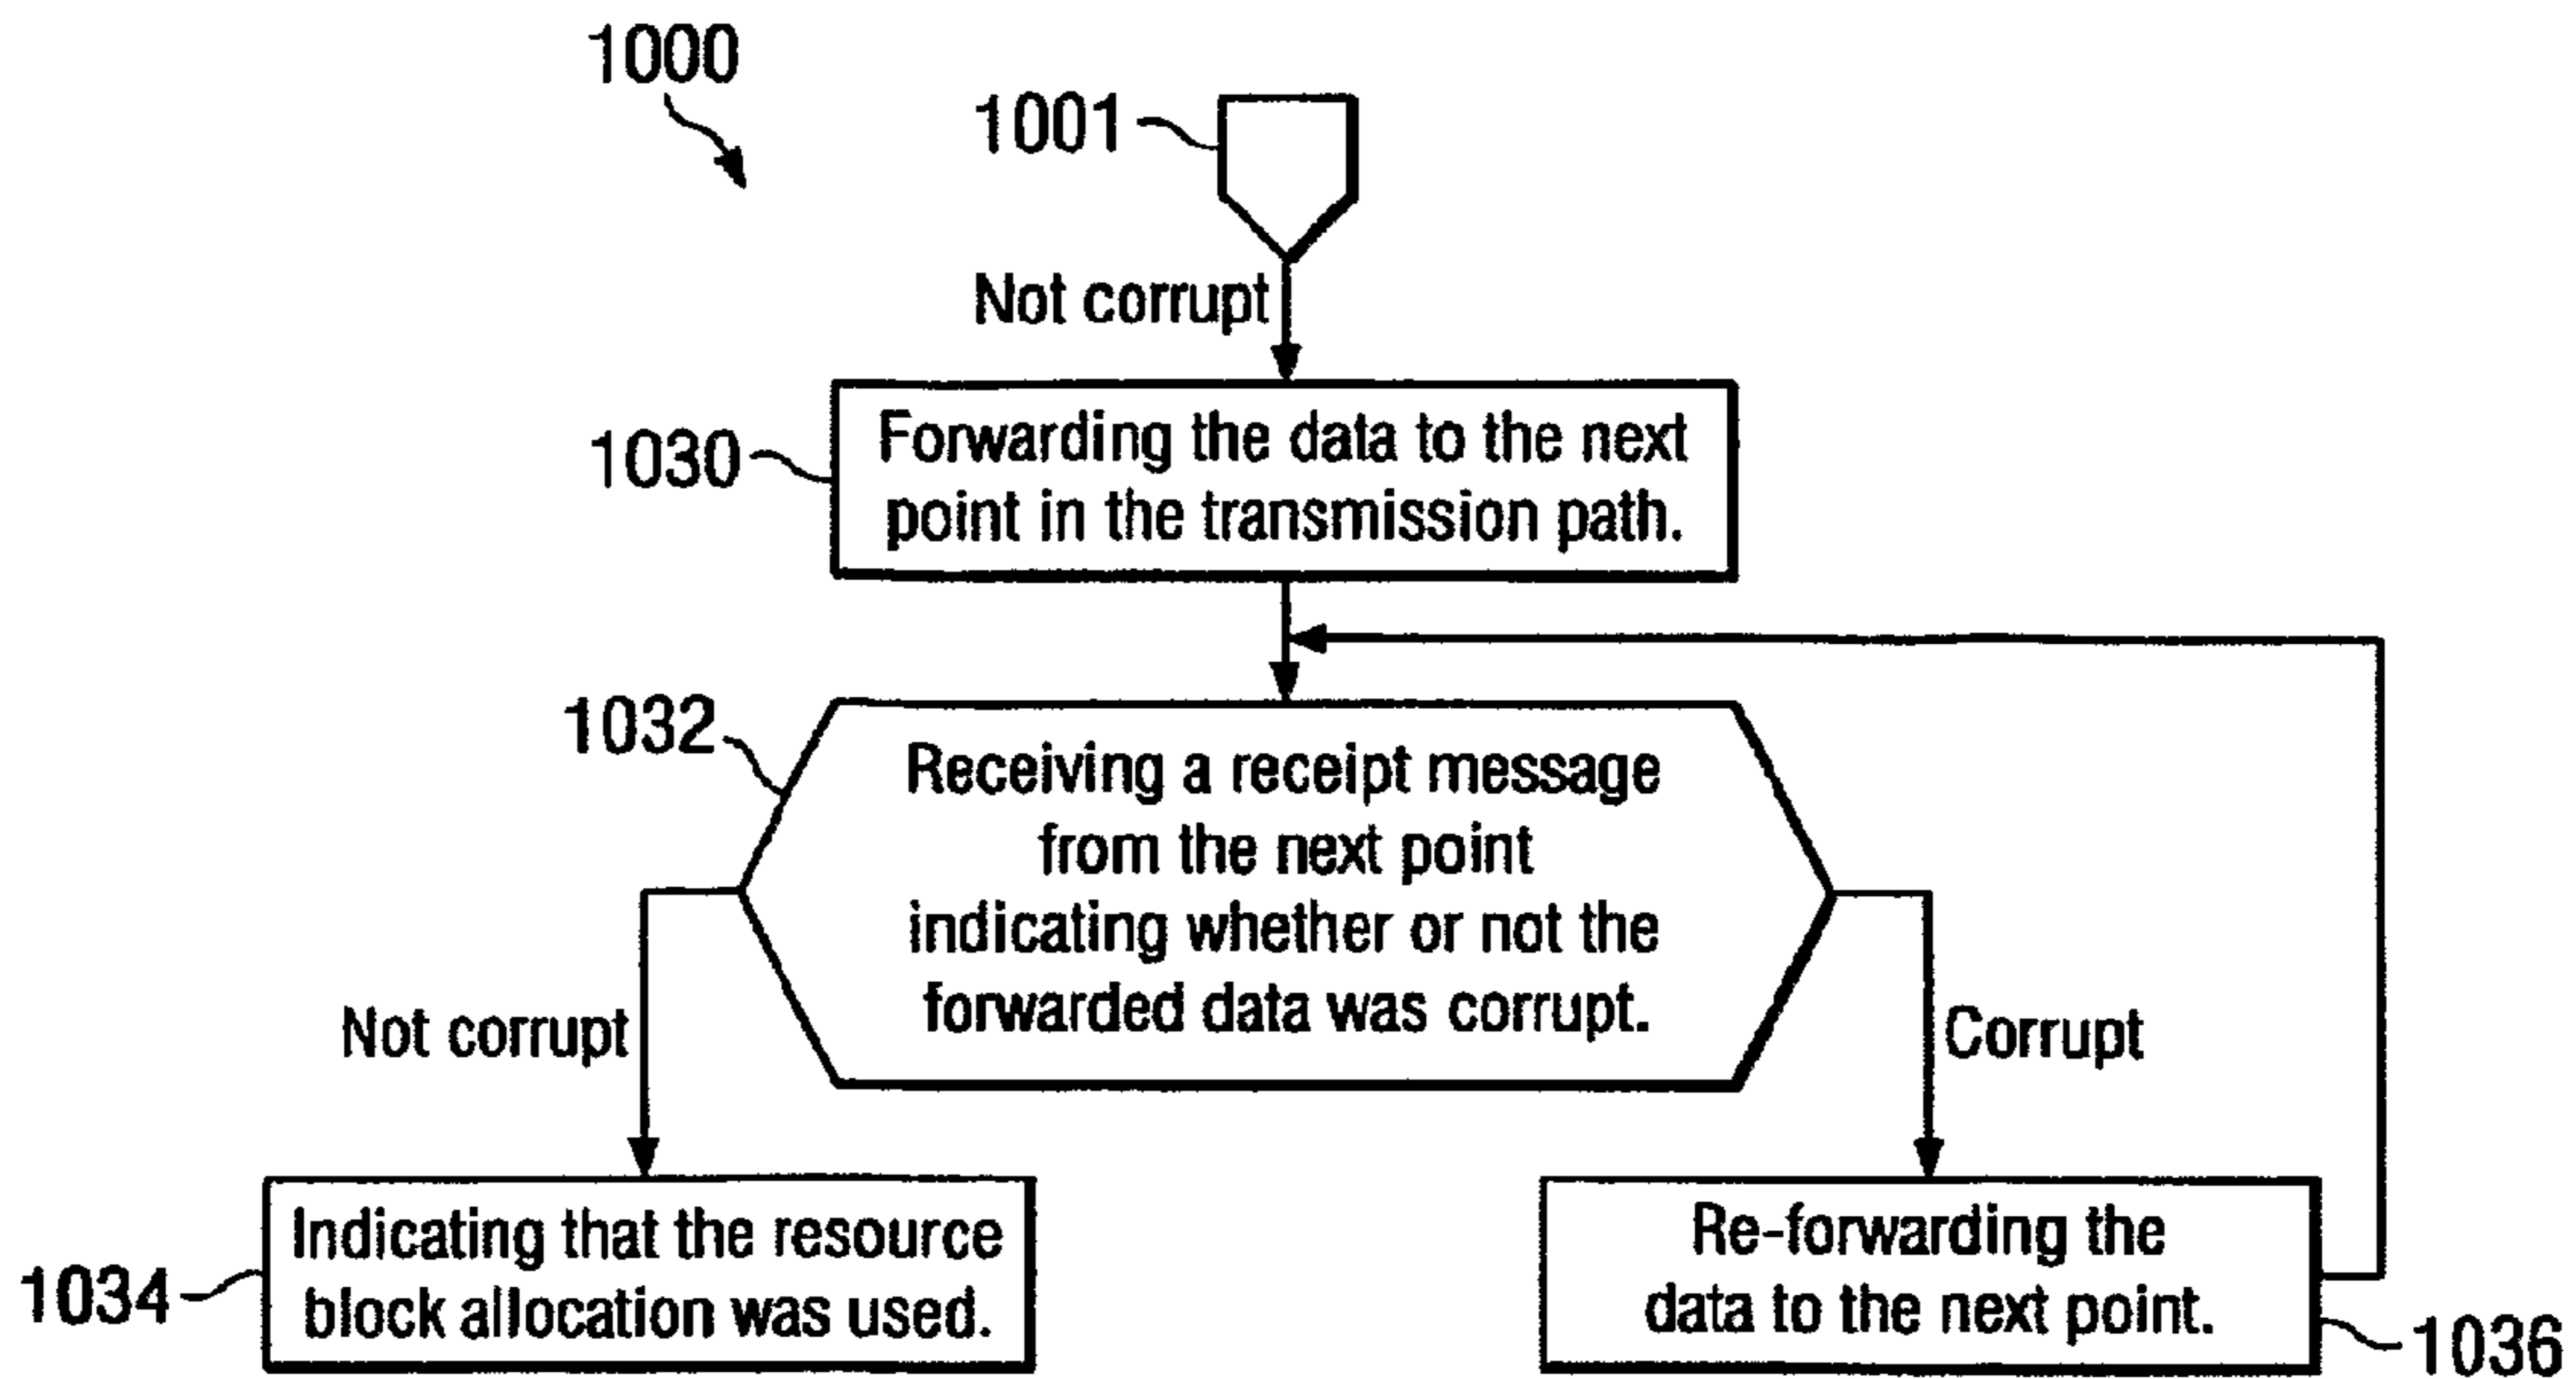 1000
1001
Not corrupt
1030
Forwarding the data to the next
point in the transmission path.
1032
Receiving a receipt message
from the next point
indicating whether or not the
forwarded data was corrupt.
Not corrupt
Corrupt
1034
Indicating that the resource
block allocation was used.
Re-forwarding the
data to the next point.
1036